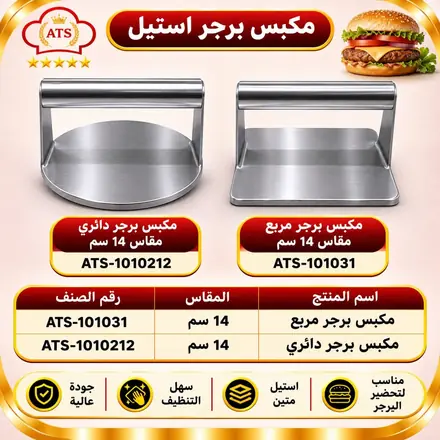 ATS
مكبس برجر استيل
مكبس برجر دائري
مقاس 14 سم
ATS-1010212
مكبس برجر مربع
مقاس 14 سم
ATS-101031
اسم المنتج المقاس رقم الصنف
مكبس برجر مربع 14 سم ATS-101031
مكبس برجر دائري 14 سم ATS-1010212
مناسب
لتحضير
البرجر
استيل
متين
سهل
التنظيف
جودة
عالية